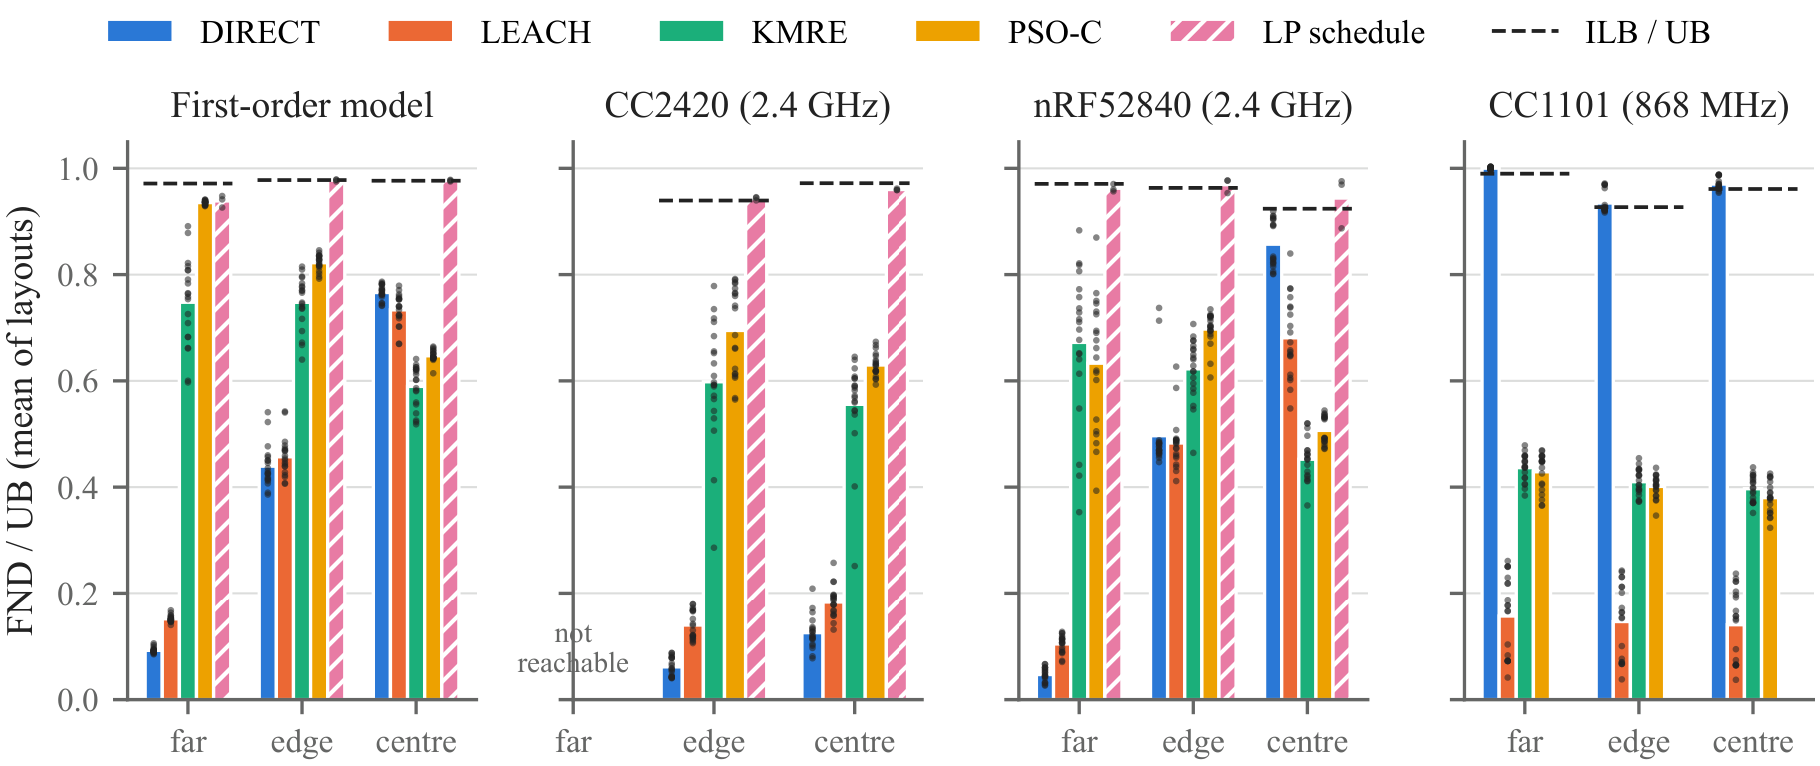 DIRECT LEACH KMRE PSO-C LP schedule ILB / UB
First-order model CC2420 (2.4 GHz) nRF52840 (2.4 GHz) CC1101 (868 MHz)
FND / UB (mean of layouts)
1.0
0.8
0.6
0.4
0.2
0.0
not
reachable
far edge centre far edge centre far edge centre far edge centre